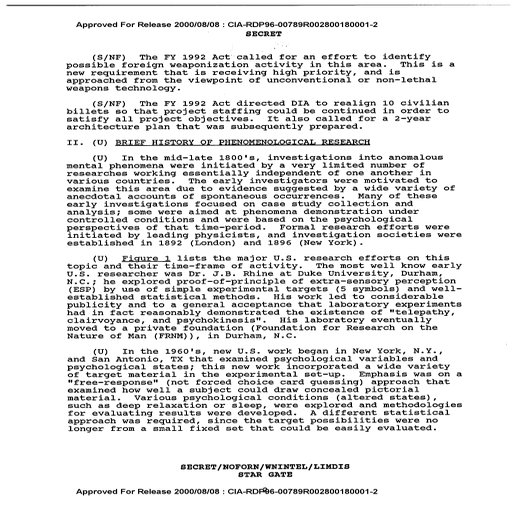 Approved For Release 2000/08/08 : CIA-RDP96-00789R002800180001-2
SECRET
(S/NF) The FY 1992 Act called for an effort to identify
possible foreign weaponization activity in this area. This is a
new requirement that is receiving high priority, and is
approached from the viewpoint of unconventional or non-lethal
weapons technology.
(S/NF) The FY 1992 Act directed DIA to realign 10 civilian
billets so that project staffing could be continued in order to
satisfy all project objectives. It also called for a 2-year
architecture plan that was subsequently prepared.
II. (U) BRIEF HISTORY OF PHENOMENOLOGICAL RESEARCH
(U) In the mid-late 1800's, investigations into anomalous
mental phenomena were initiated by a very limited number of
researches working essentially independent of one another in
various countries. The early investigators were motivated to
examine this area due to evidence suggested by a wide variety of
anecdotal accounts of spontaneous occurrences. Many of these
early investigations focused on case study collection and
analysis; some were aimed at phenomena demonstration under
controlled conditions and were based on the psychological
perspectives of that time-period. Formal research efforts were
initiated by leading physicists, and investigation societies were
established in 1892 (London) and 1896 (New York).
(U) Figure 1 lists the major U.S. research efforts on this
topic and their time-frame of activity. The most well know early
U.S. researcher was Dr. J.B. Rhine at Duke University, Durham,
N.C.; he explored proof-of-principle of extra-sensory perception
(ESP) by use of simple experimental targets (5 symbols) and well-
established statistical methods. His work led to considerable
publicity and to a general acceptance that laboratory experiments
had in fact reasonably demonstrated the existence of "telepathy,
clairvoyance, and psychokinesis". His laboratory eventually
moved to a private foundation (Foundation for Research on the
Nature of Man (FRNM)), in Durham, N.C.
(U) In the 1960's, new U.S. work began in New York, N.Y.,
and San Antonio, TX that examined psychological variables and
psychological states; this new work incorporated a wide variety
of target material in the experimental set-up. Emphasis was on a
"free-response" (not forced choice card guessing) approach that
examined how well a subject could draw concealed pictorial
material. Various psychological conditions (altered states),
such as deep relaxation or sleep, were explored and methodologies
for evaluating results were developed. A different statistical
approach was required, since the target possibilities were no
longer from a small fixed set that could be easily evaluated.
SECRET/NOFORN/WNINTEL/LIMDIS
STAR GATE
Approved For Release 2000/08/08 : CIA-RDP96-00789R002800180001-2